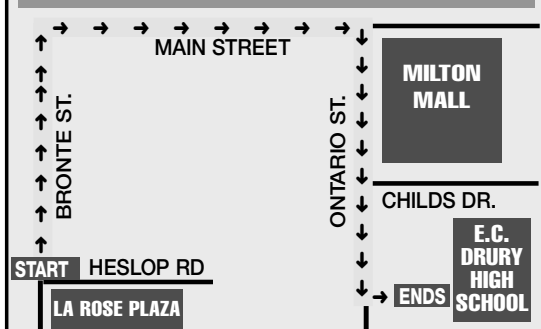 MAIN STREET
MILTON
MALL
BRONTE ST.
ONTARIO ST.
CHILDS DR.
E.C.
DRURY
HIGH
SCHOOL
START
HESLOP RD
ENDS
LA ROSE PLAZA